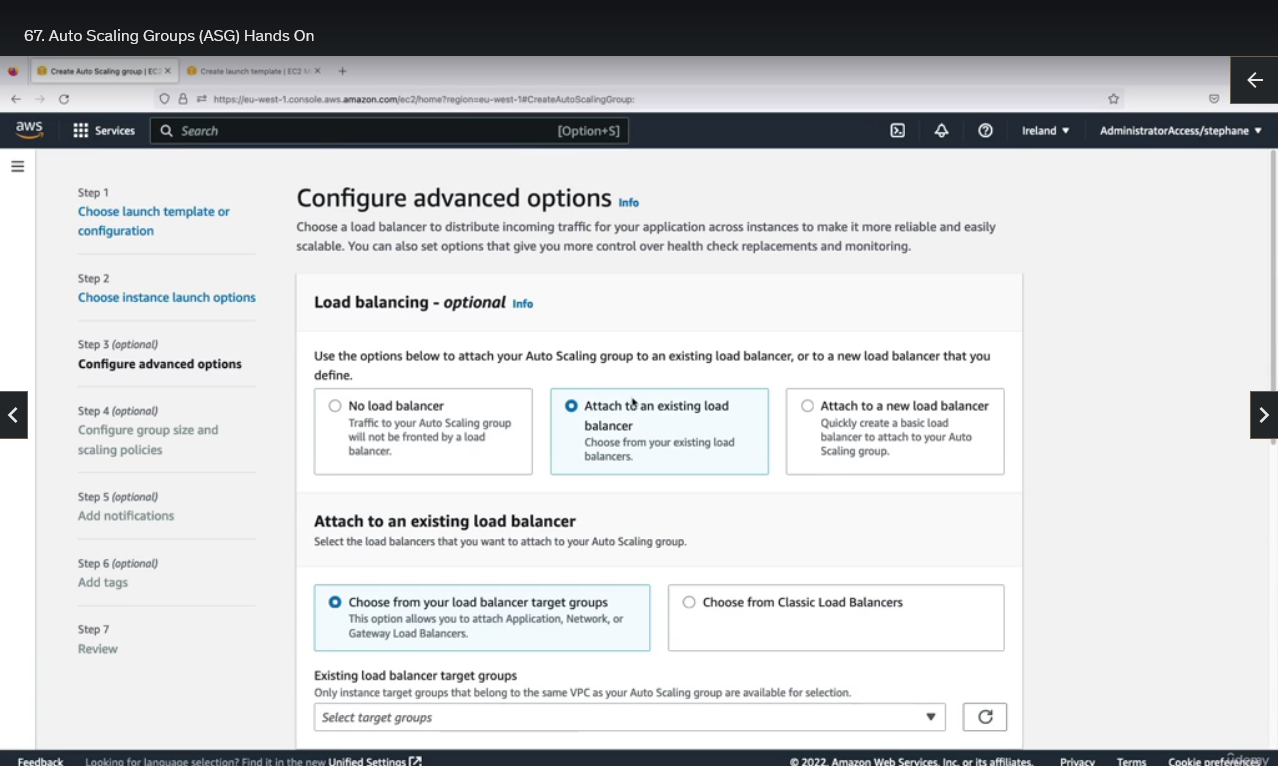 67. Auto Scaling Groups (ASG) Hands On
Create Auto Scaling group | EC2
Create launch template | EC2 M
https://eu-west-1.console.aws.amazon.com/ec2/home?region=eu-west-1#CreateAutoScalingGroup:
aws
Services
Search
[Option+S]
Ireland
AdministratorAccess/stephane
Step 1
Choose launch template or
configuration
Step 2
Choose instance launch options
Step 3 (optional)
Configure advanced options
Step 4 (optional)
Configure group size and
scaling policies
Step 5 (optional)
Add notifications
Step 6 (optional)
Add tags
Step 7
Review
Configure advanced options Info
Choose a load balancer to distribute incoming traffic for your application across instances to make it more reliable and easily
scalable. You can also set options that give you more control over health check replacements and monitoring.
Load balancing - optional Info
Use the options below to attach your Auto Scaling group to an existing load balancer, or to a new load balancer that you
define.
No load balancer
Traffic to your Auto Scaling group
will not be fronted by a load
balancer.
Attach to an existing load
balancer
Choose from your existing load
balancers.
Attach to a new load balancer
Quickly create a basic load
balancer to attach to your Auto
Scaling group.
Attach to an existing load balancer
Select the load balancers that you want to attach to your Auto Scaling group.
Choose from your load balancer target groups
This option allows you to attach Application, Network, or
Gateway Load Balancers.
Choose from Classic Load Balancers
Existing load balancer target groups
Only instance target groups that belong to the same VPC as your Auto Scaling group are available for selection.
Select target groups
Feedback
Looking for language selection? Find it in the new Unified Settings
© 2022, Amazon Web Services, Inc. or its affiliates.
Privacy
Terms
Cookie preferences
Udemy